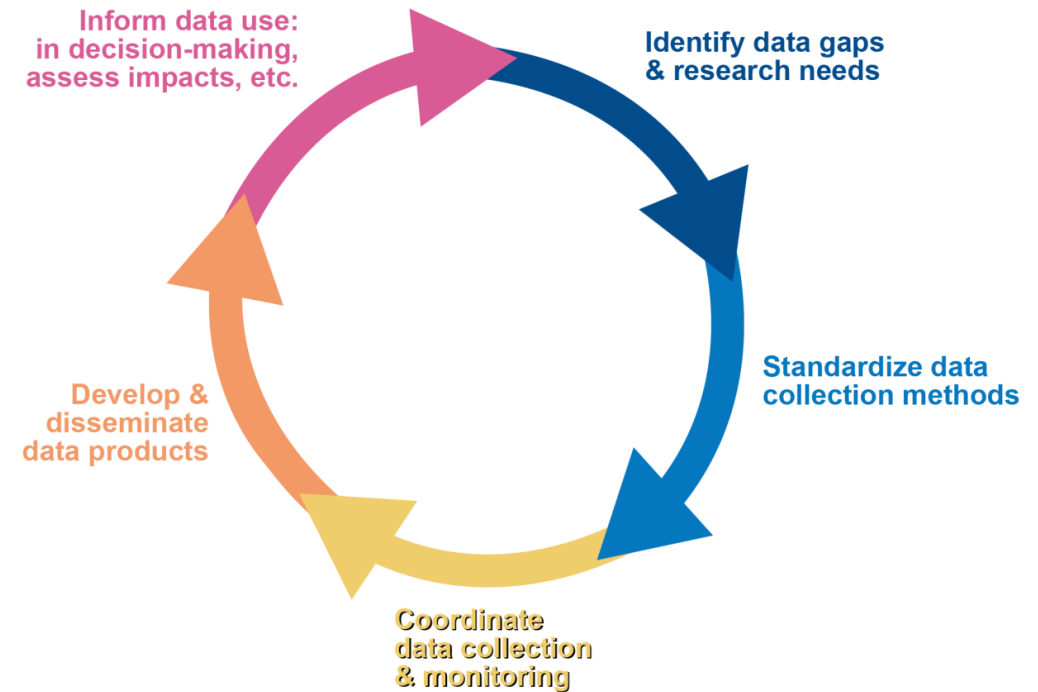 Inform data use:
in decision-making,
assess impacts, etc.
Identify data gaps
& research needs
Standardize data
collection methods
Coordinate
data collection
& monitoring
Develop &
disseminate
data products